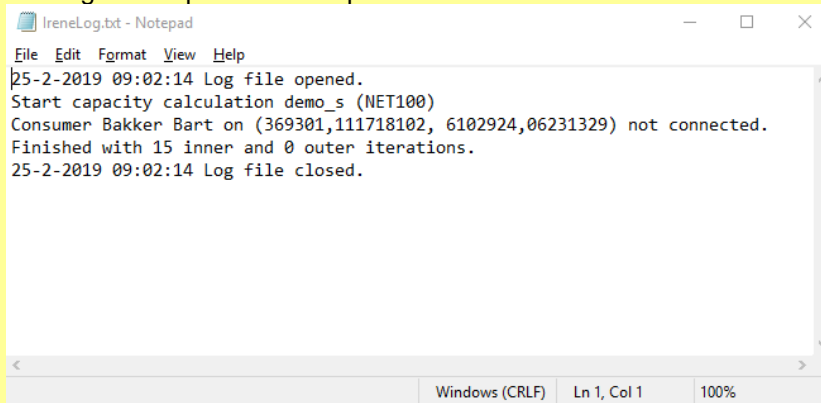 IreneLog.txt - Notepad
File Edit Format View Help
25-2-2019 09:02:14 Log file opened.
Start capacity calculation demo_s (NET100)
Consumer Bakker Bart on (369301,111718102, 6102924,06231329) not connected.
Finished with 15 inner and 0 outer iterations.
25-2-2019 09:02:14 Log file closed.
Windows (CRLF) Ln 1, Col 1 100%